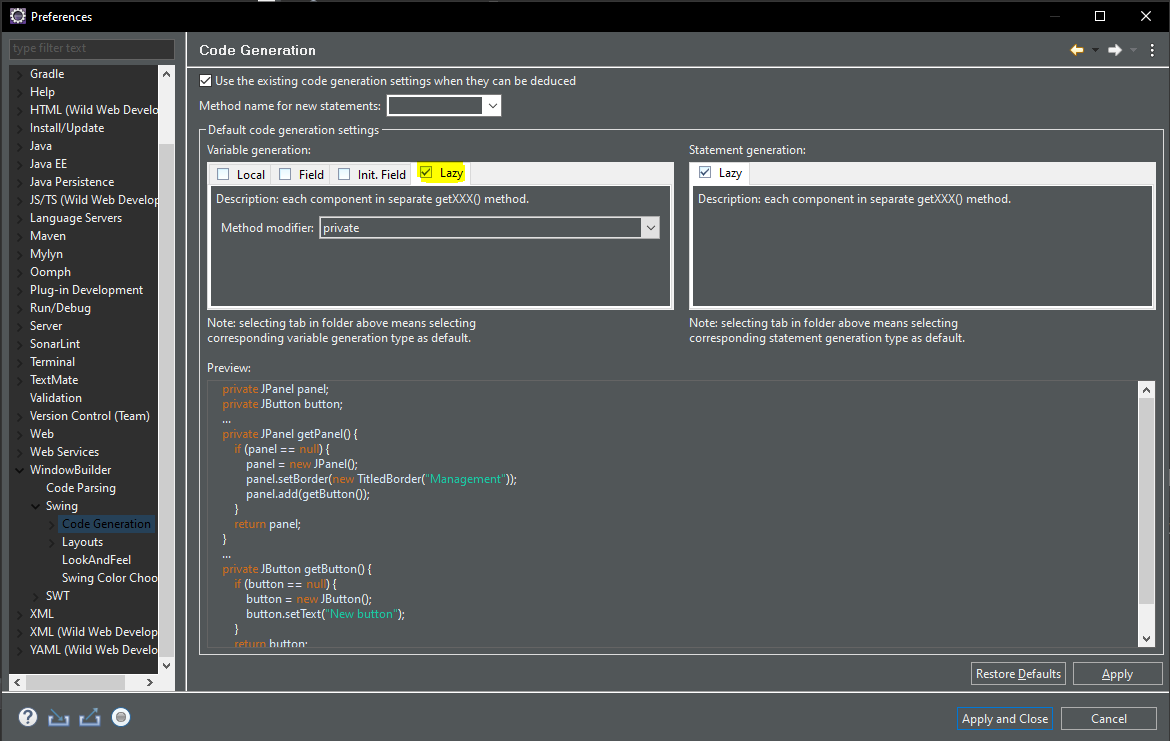 Preferences
type filter text
Gradle
Help
HTML (Wild Web Develo
Install/Update
Java
Java EE
Java Persistence
JS/TS (Wild Web Develop
Language Servers
Maven
Mylyn
Oomph
Plug-in Development
Run/Debug
Server
SonarLint
Terminal
TextMate
Validation
Version Control (Team)
Web
Web Services
WindowBuilder
Code Parsing
Swing
Code Generation
Layouts
LookAndFeel
Swing Color Choo
SWT
XML
XML (Wild Web Develop
YAML (Wild Web Develo
Code Generation
Use the existing code generation settings when they can be deduced
Method name for new statements:
Default code generation settings
Variable generation:
Local Field Init. Field Lazy
Description: each component in separate getXXX() method.
Method modifier: private
Note: selecting tab in folder above means selecting
corresponding variable generation type as default.
Statement generation:
Lazy
Description: each component in separate getXXX() method.
Note: selecting tab in folder above means selecting
corresponding statement generation type as default.
Preview:
private JPanel panel;
private JButton button;
...
private JPanel getPanel() {
if (panel == null) {
panel = new JPanel();
panel.setBorder(new TitledBorder("Management"));
panel.add(getButton());
}
return panel;
}
...
private JButton getButton() {
if (button == null) {
button = new JButton();
button.setText("New button");
}
return button;
Restore Defaults
Apply
Apply and Close
Cancel